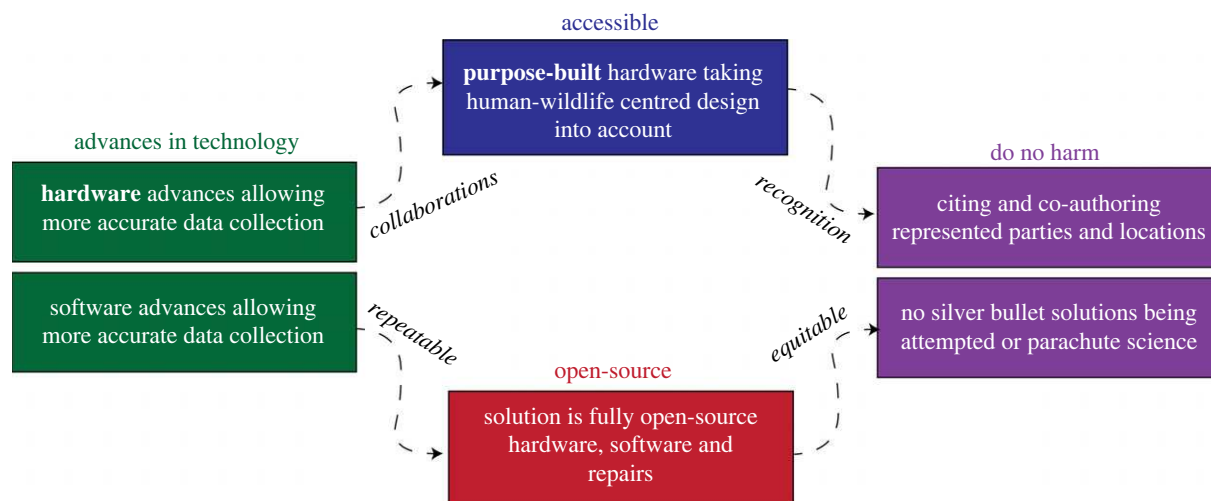 accessible
purpose-built hardware taking
human-wildlife centred design
into account
advances in technology
hardware advances allowing
more accurate data collection
collaborations
recognition
do no harm
citing and co-authoring
represented parties and locations
software advances allowing
more accurate data collection
repeatable
equitable
no silver bullet solutions being
attempted or parachute science
open-source
solution is fully open-source
hardware, software and
repairs